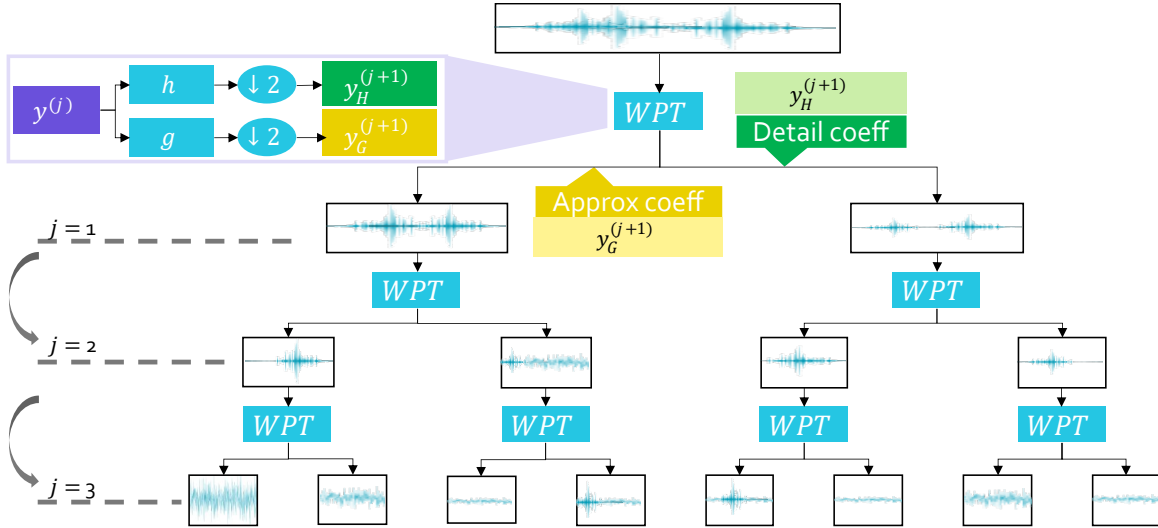 y^(j)
h
↓ 2
y_H^(j+1)
g
↓ 2
y_G^(j+1)
WPT
y_H^(j+1)
Detail coeff
Approx coeff
y_G^(j+1)
j = 1
WPT
WPT
j = 2
WPT
WPT
WPT
WPT
j = 3